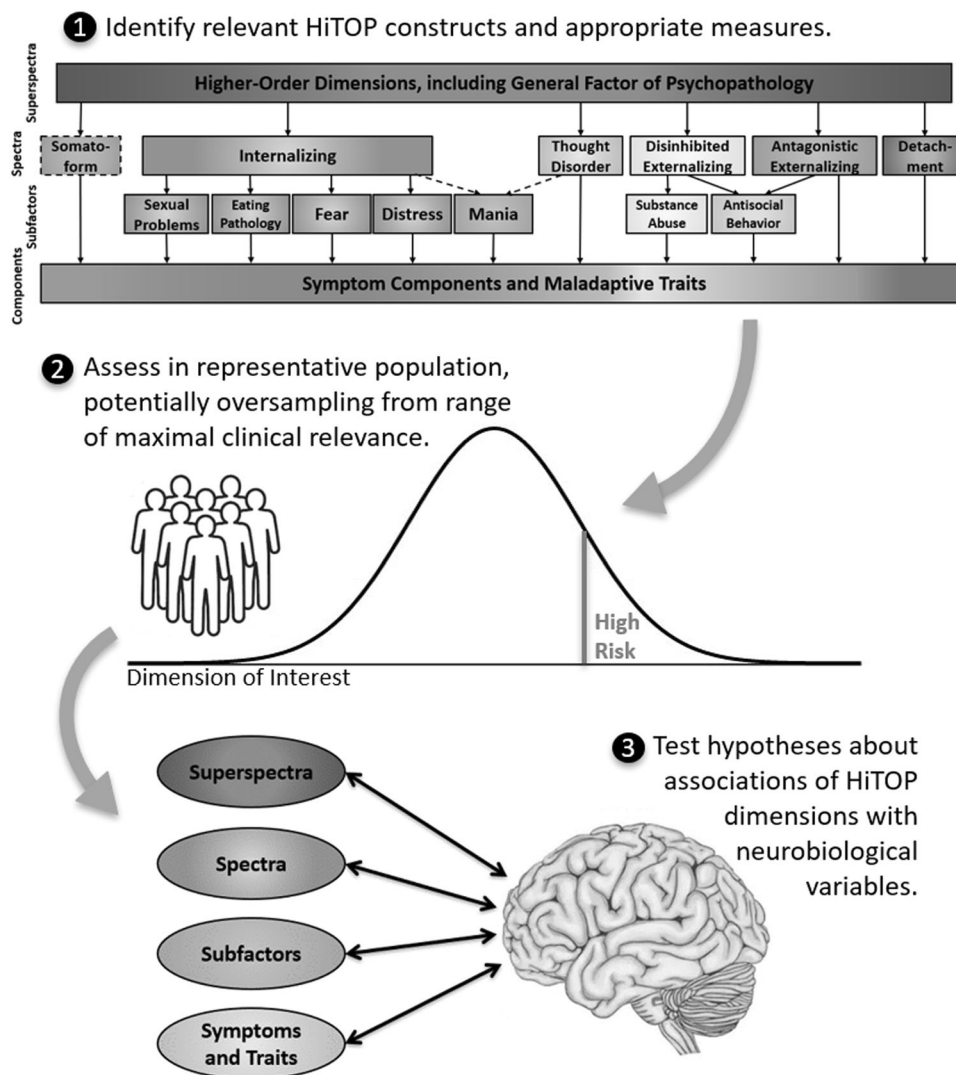 1 Identify relevant HiTOP constructs and appropriate measures.
Superspectra
Higher-Order Dimensions, including General Factor of Psychopathology
Spectra
Somato-
form
Internalizing
Thought
Disorder
Disinhibited
Externalizing
Antagonistic
Externalizing
Detach-
ment
Subfactors
Sexual
Problems
Eating
Pathology
Fear
Distress
Mania
Substance
Abuse
Antisocial
Behavior
Components
Symptom Components and Maladaptive Traits
2 Assess in representative population,
potentially oversampling from range
of maximal clinical relevance.
High
Risk
Dimension of Interest
3 Test hypotheses about
associations of HiTOP
dimensions with
neurobiological
variables.
Superspectra
Spectra
Subfactors
Symptoms
and Traits